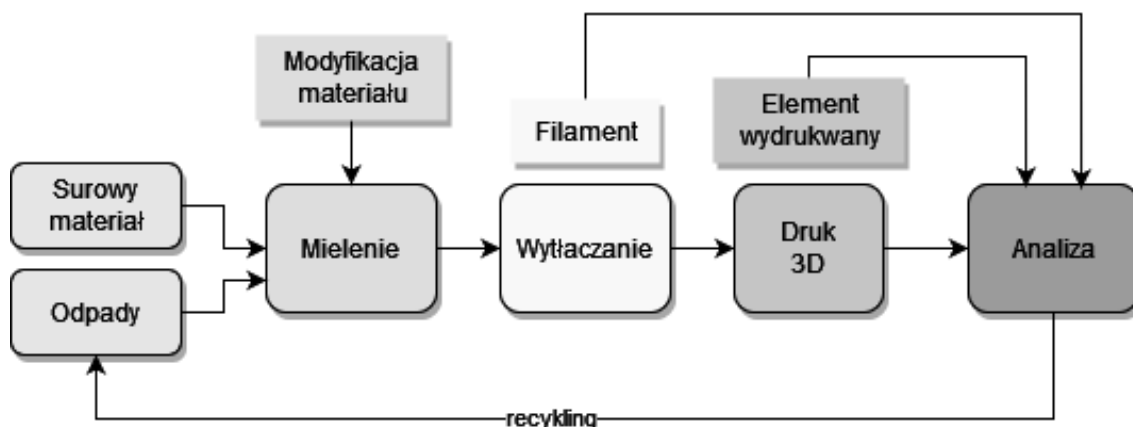 Modyfikacja
materiału
Filament
Element
wydrukwany
Surowy
materiał
Odpady
Mielenie
Wytłaczanie
Druk
3D
Analiza
recykling